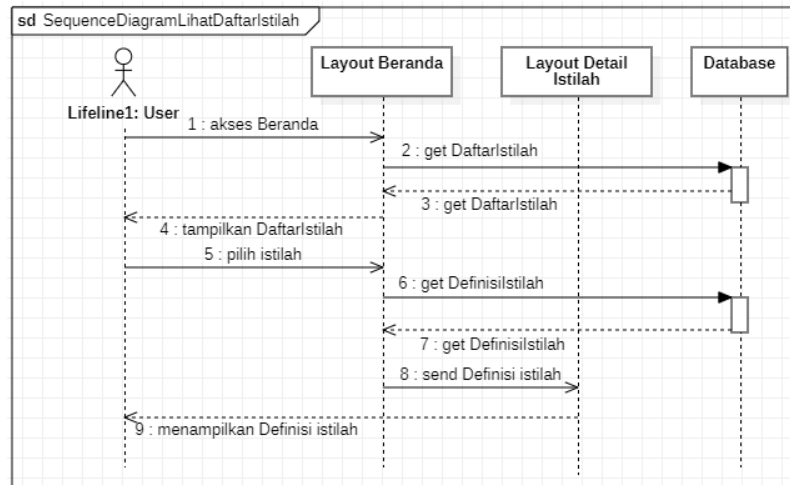 sd SequenceDiagramLihatDaftarIstilah
Layout Beranda
Layout Detail
Istilah
Database
Lifeline1: User
1 : akses Beranda
2 : get DaftarIstilah
3 : get DaftarIstilah
4 : tampilkan DaftarIstilah
5 : pilih istilah
6 : get DefinisiIstilah
7 : get DefinisiIstilah
8 : send Definisi istilah
9 : menampilkan Definisi istilah